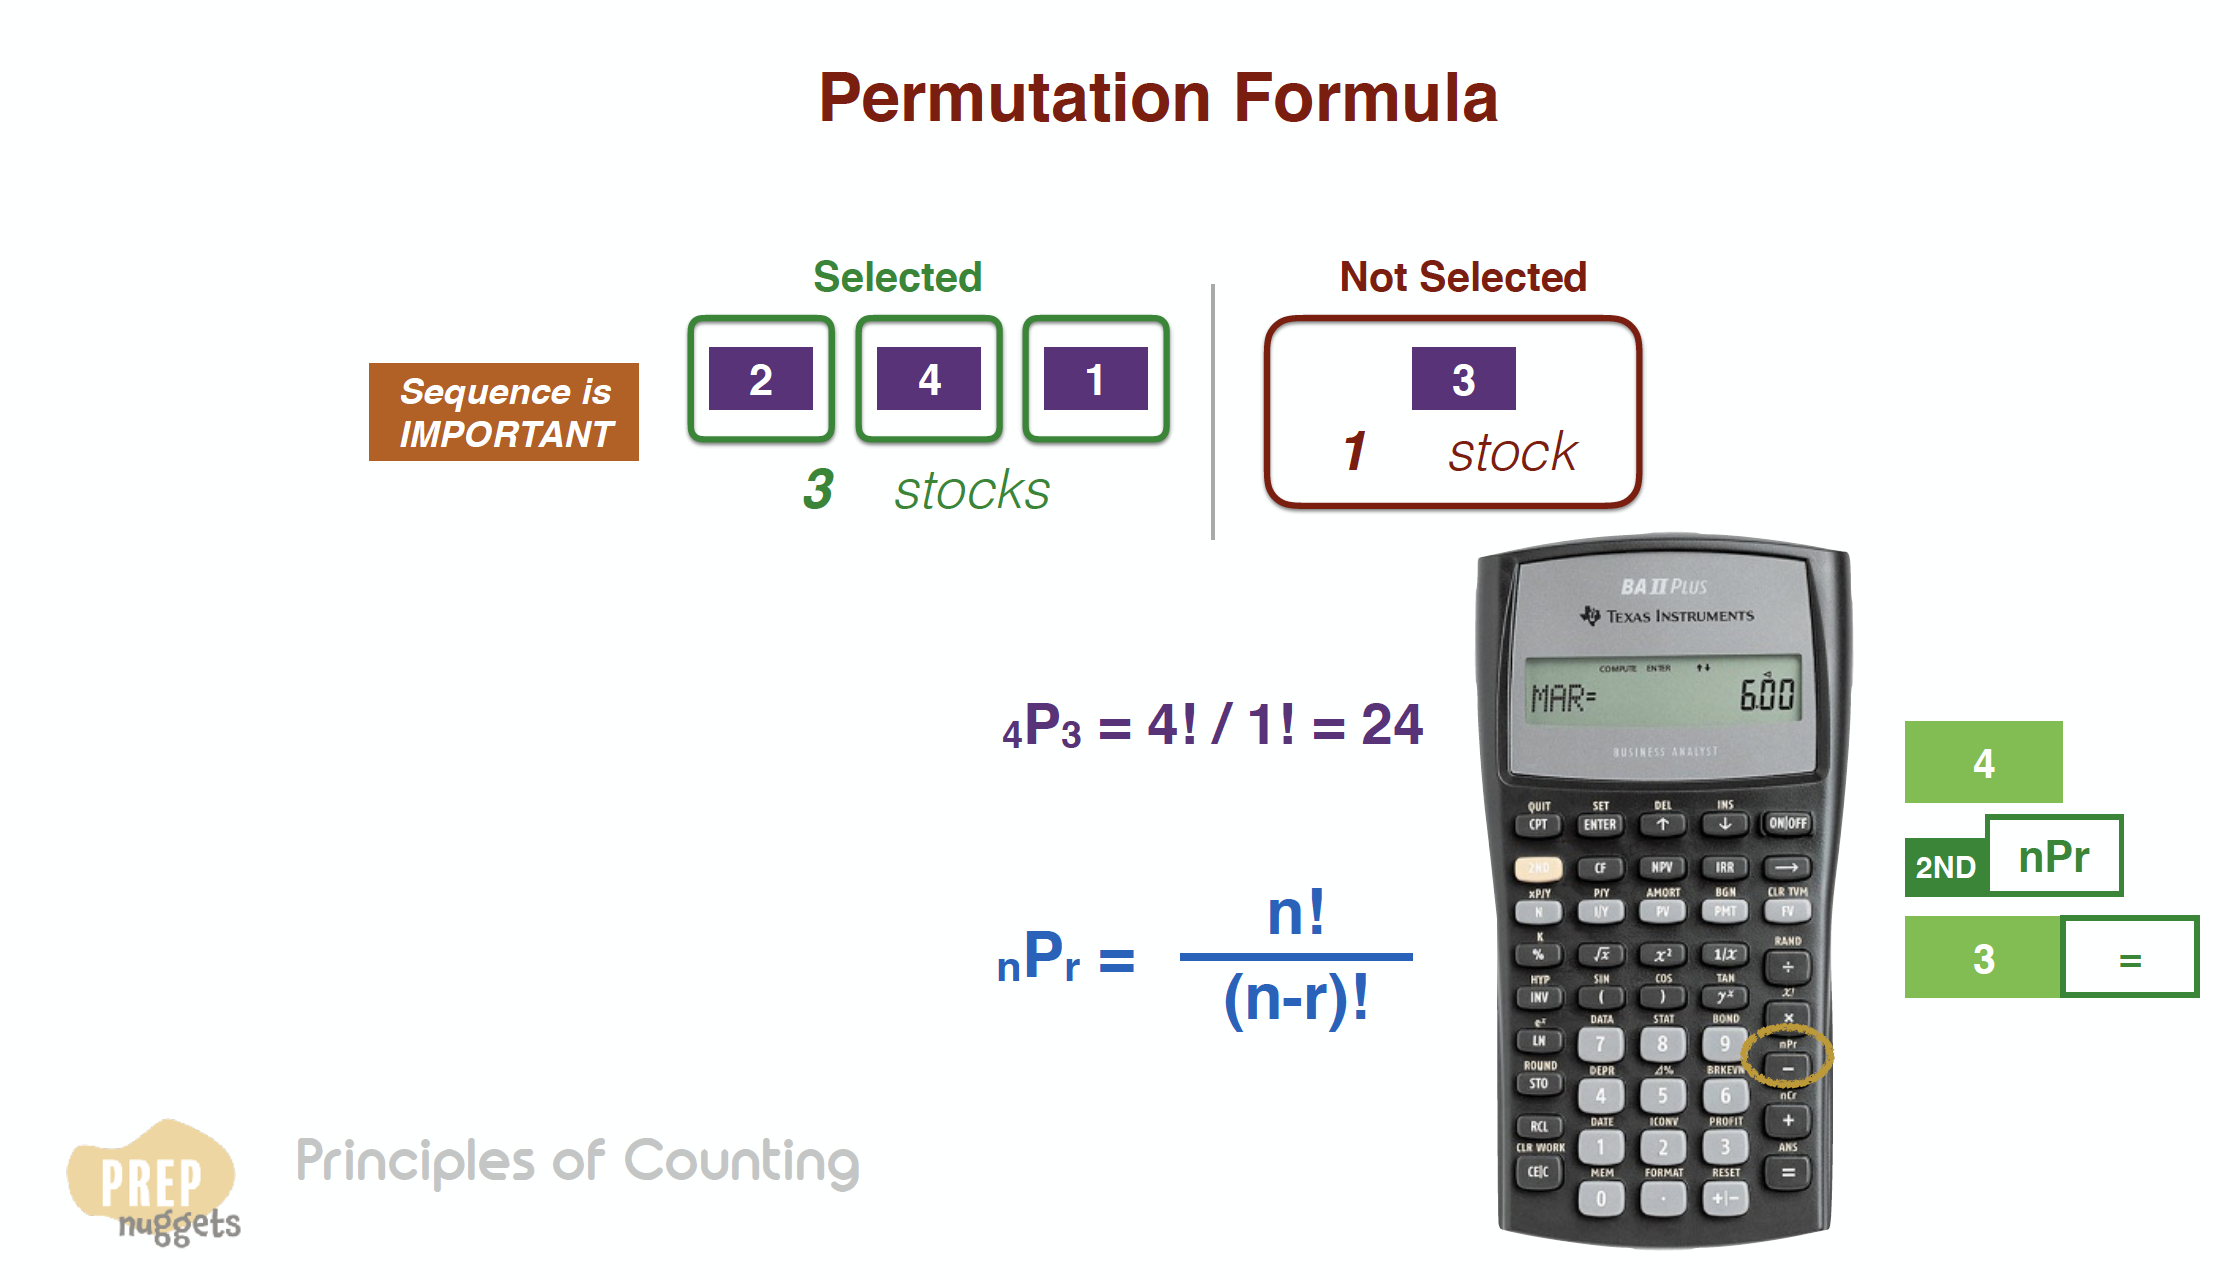 Permutation Formula
Selected
Not Selected
Sequence is
IMPORTANT
2 4 1
3
3 stocks
1 stock
BA II PLUS
TEXAS INSTRUMENTS
COMPUTE ENTER ↑↓
MAR= 6.00
BUSINESS ANALYST
₄P₃ = 4! / 1! = 24
ₙPᵣ = n! / (n-r)!
4
2ND nPr
3 =
QUIT SET DEL INS
CPT ENTER ↑ ↓ ON|OFF
2ND CF NPV IRR →
xP/Y P/Y AMORT BGN CLR TVM
N I/Y PV PMT FV
K RAND
% √x x² 1/x ÷
HYP SIN COS TAN x!
INV ( ) yˣ ×
eˣ DATA STAT BOND nPr
LN 7 8 9 −
ROUND DEPR Δ% BRKEVN nCr
STO 4 5 6 +
DATE ICONV PROFIT ANS
RCL 1 2 3 =
CLR WORK MEM FORMAT RESET
CE|C 0 . +|−
PREP
nuggets
Principles of Counting